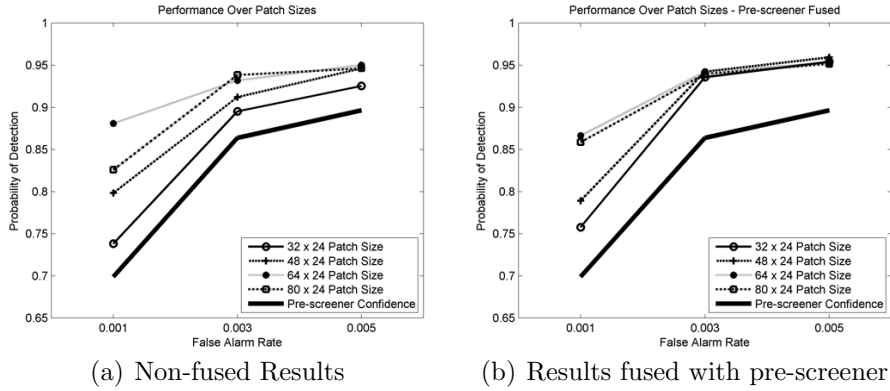 Performance Over Patch Sizes
1
0.95
0.9
0.85
0.8
0.75
0.7
0.65
Probability of Detection
32 x 24 Patch Size
48 x 24 Patch Size
64 x 24 Patch Size
80 x 24 Patch Size
Pre-screener Confidence
0.001 0.003 0.005
False Alarm Rate
(a) Non-fused Results
Performance Over Patch Sizes - Pre-screener Fused
1
0.95
0.9
0.85
0.8
0.75
0.7
0.65
Probability of Detection
32 x 24 Patch Size
48 x 24 Patch Size
64 x 24 Patch Size
80 x 24 Patch Size
Pre-screener Confidence
0.001 0.003 0.005
False Alarm Rate
(b) Results fused with pre-screener